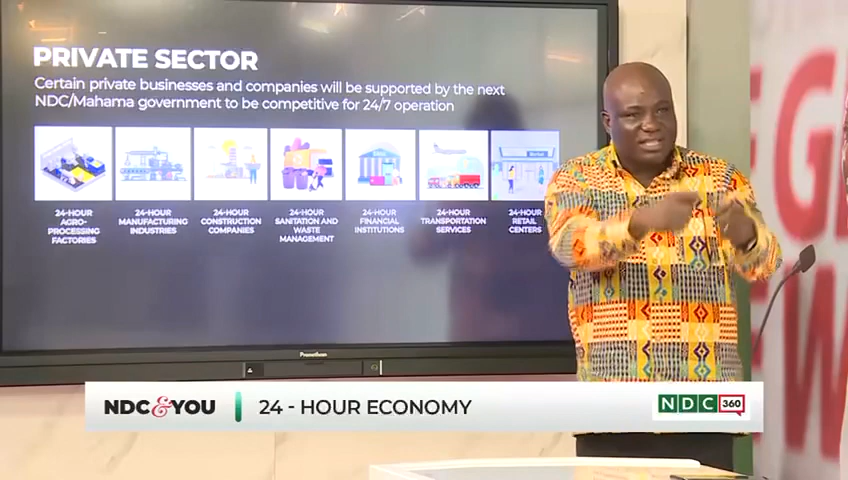 PRIVATE SECTOR
Certain private businesses and companies will be supported by the next
NDC/Mahama government to be competitive for 24/7 operation
24-HOUR
AGRO-
PROCESSING
FACTORIES
24-HOUR
MANUFACTURING
INDUSTRIES
24-HOUR
CONSTRUCTION
COMPANIES
24-HOUR
SANITATION AND
WASTE
MANAGEMENT
24-HOUR
FINANCIAL
INSTITUTIONS
24-HOUR
TRANSPORTATION
SERVICES
24-HOUR
RETAIL
CENTERS
Promethean
NDC&YOU
24 - HOUR ECONOMY
NDC 360